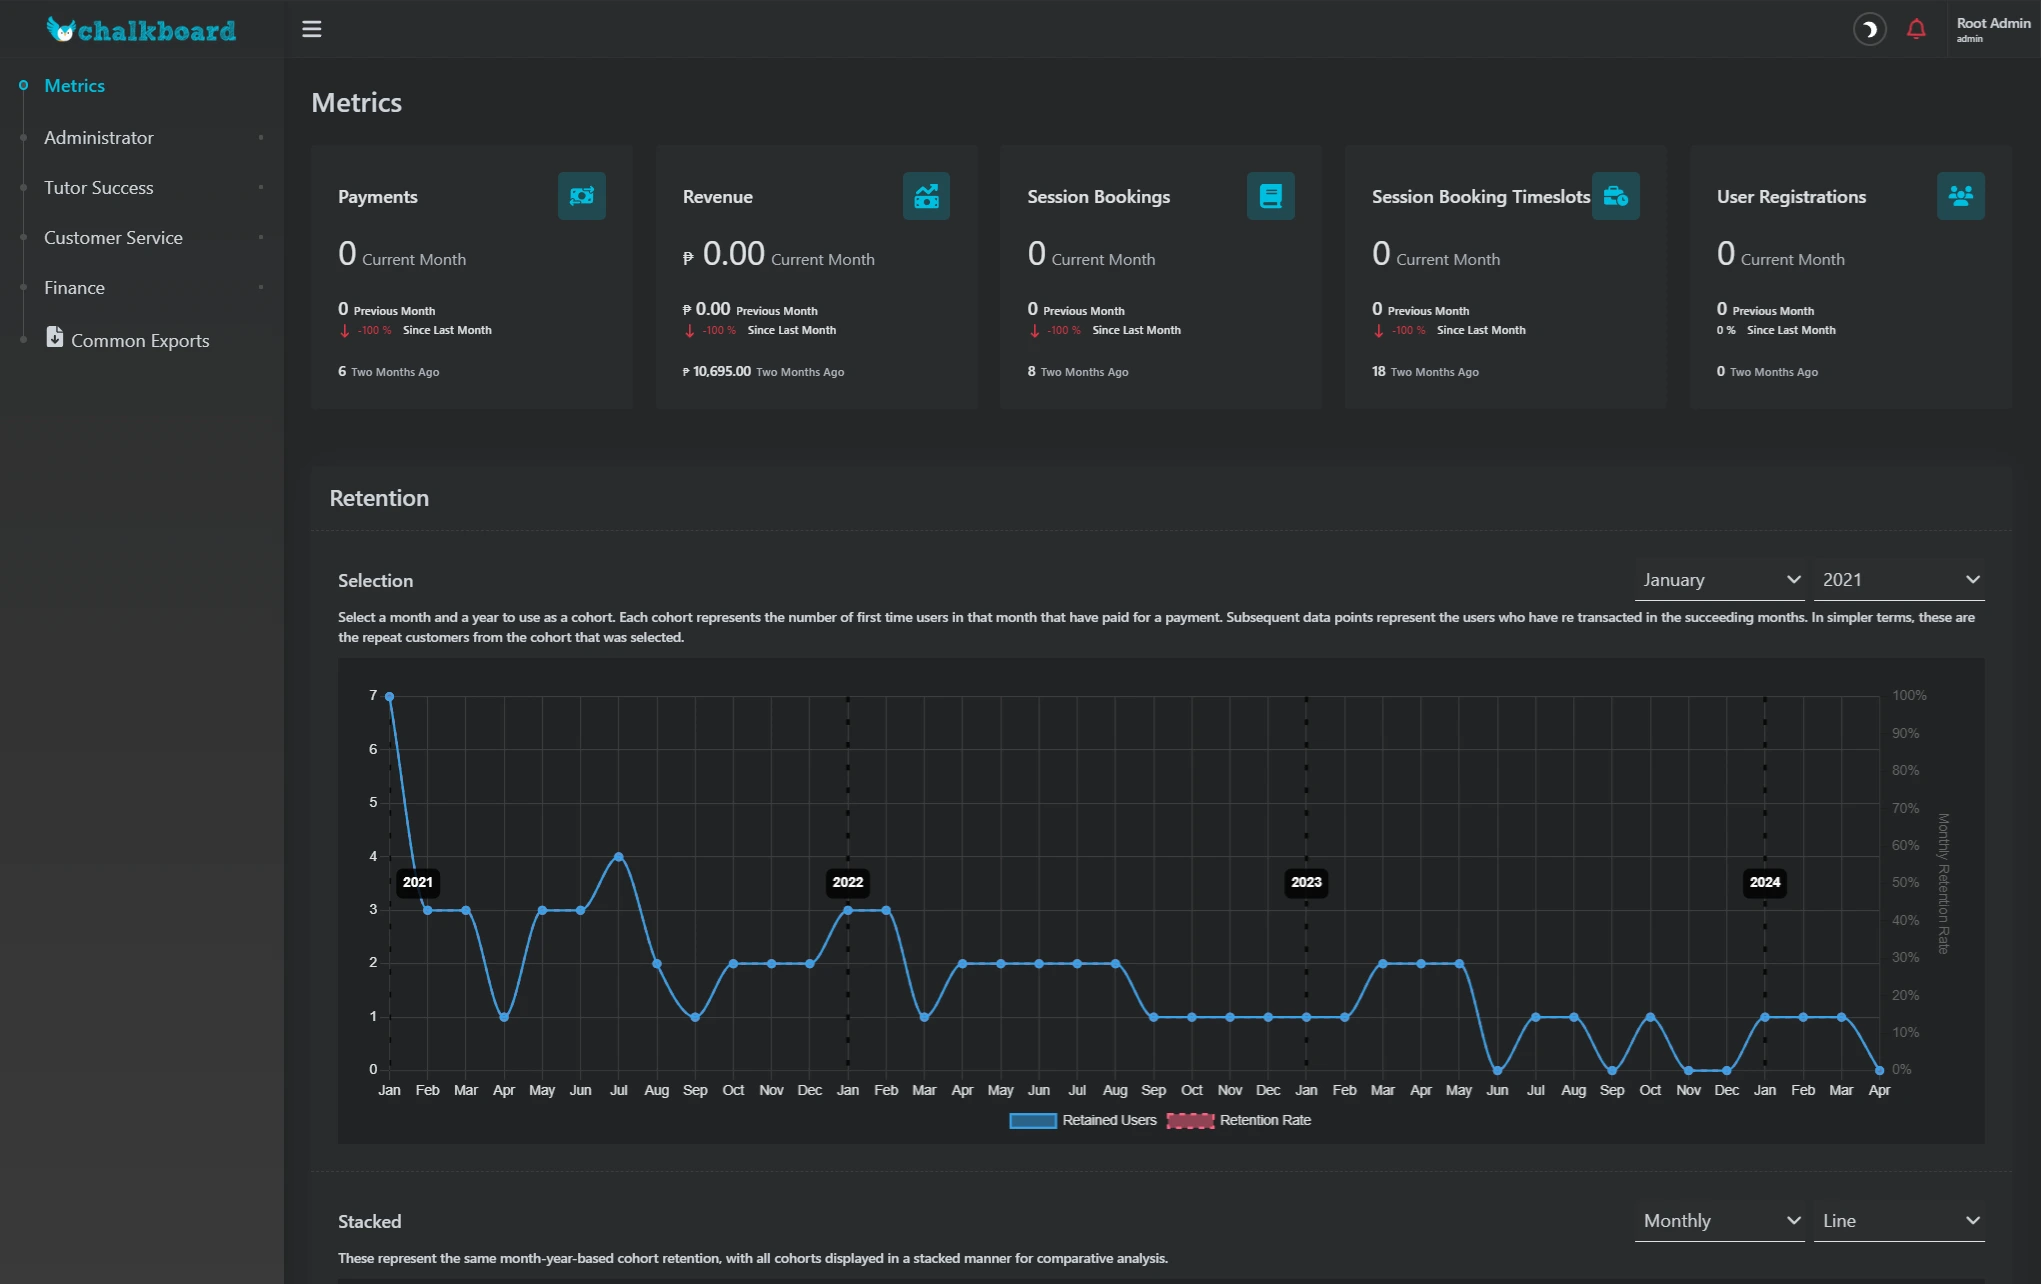 chalkboard
Root Admin
admin
Metrics
Administrator
Tutor Success
Customer Service
Finance
Common Exports
Metrics
Payments
0 Current Month
0 Previous Month
-100 % Since Last Month
6 Two Months Ago
Revenue
₱ 0.00 Current Month
₱ 0.00 Previous Month
-100 % Since Last Month
₱ 10,695.00 Two Months Ago
Session Bookings
0 Current Month
0 Previous Month
-100 % Since Last Month
8 Two Months Ago
Session Booking Timeslots
0 Current Month
0 Previous Month
-100 % Since Last Month
18 Two Months Ago
User Registrations
0 Current Month
0 Previous Month
0 % Since Last Month
0 Two Months Ago
Retention
Selection
January
2021
Select a month and a year to use as a cohort. Each cohort represents the number of first time users in that month that have paid for a payment. Subsequent data points represent the users who have re transacted in the succeeding months. In simpler terms, these are
the repeat customers from the cohort that was selected.
7
6
5
4
3
2
1
0
2021
2022
2023
2024
100%
90%
80%
70%
60%
50%
40%
30%
20%
10%
0%
Monthly Retention Rate
Jan Feb Mar Apr May Jun Jul Aug Sep Oct Nov Dec Jan Feb Mar Apr May Jun Jul Aug Sep Oct Nov Dec Jan Feb Mar Apr May Jun Jul Aug Sep Oct Nov Dec Jan Feb Mar Apr
Retained Users Retention Rate
Stacked
Monthly
Line
These represent the same month-year-based cohort retention, with all cohorts displayed in a stacked manner for comparative analysis.